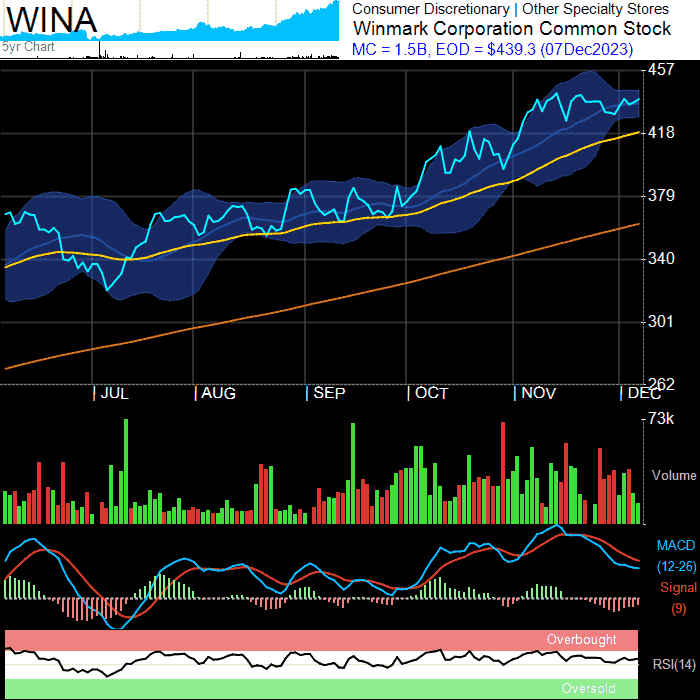 WINA
5yr Chart
Consumer Discretionary | Other Specialty Stores
Winmark Corporation Common Stock
MC = 1.5B, EOD = $439.3 (07Dec2023)
457
418
379
340
301
262
JUL AUG SEP OCT NOV DEC
73k
Volume
MACD
(12-26)
Signal
(9)
Overbought
RSI(14)
Oversold